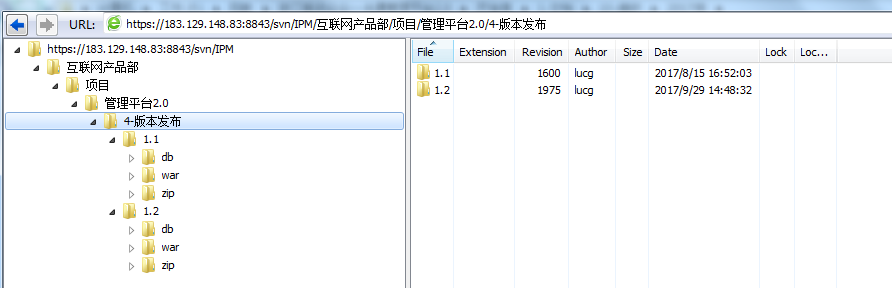 URL: https://183.129.148.83:8843/svn/IPM/互联网产品部/项目/管理平台2.0/4-版本发布
https://183.129.148.83:8843/svn/IPM
互联网产品部
项目
管理平台2.0
4-版本发布
1.1
db
war
zip
1.2
db
war
zip
File Extension Revision Author Size Date Lock Loc...
1.1 1600 lucg 2017/8/15 16:52:03
1.2 1975 lucg 2017/9/29 14:48:32